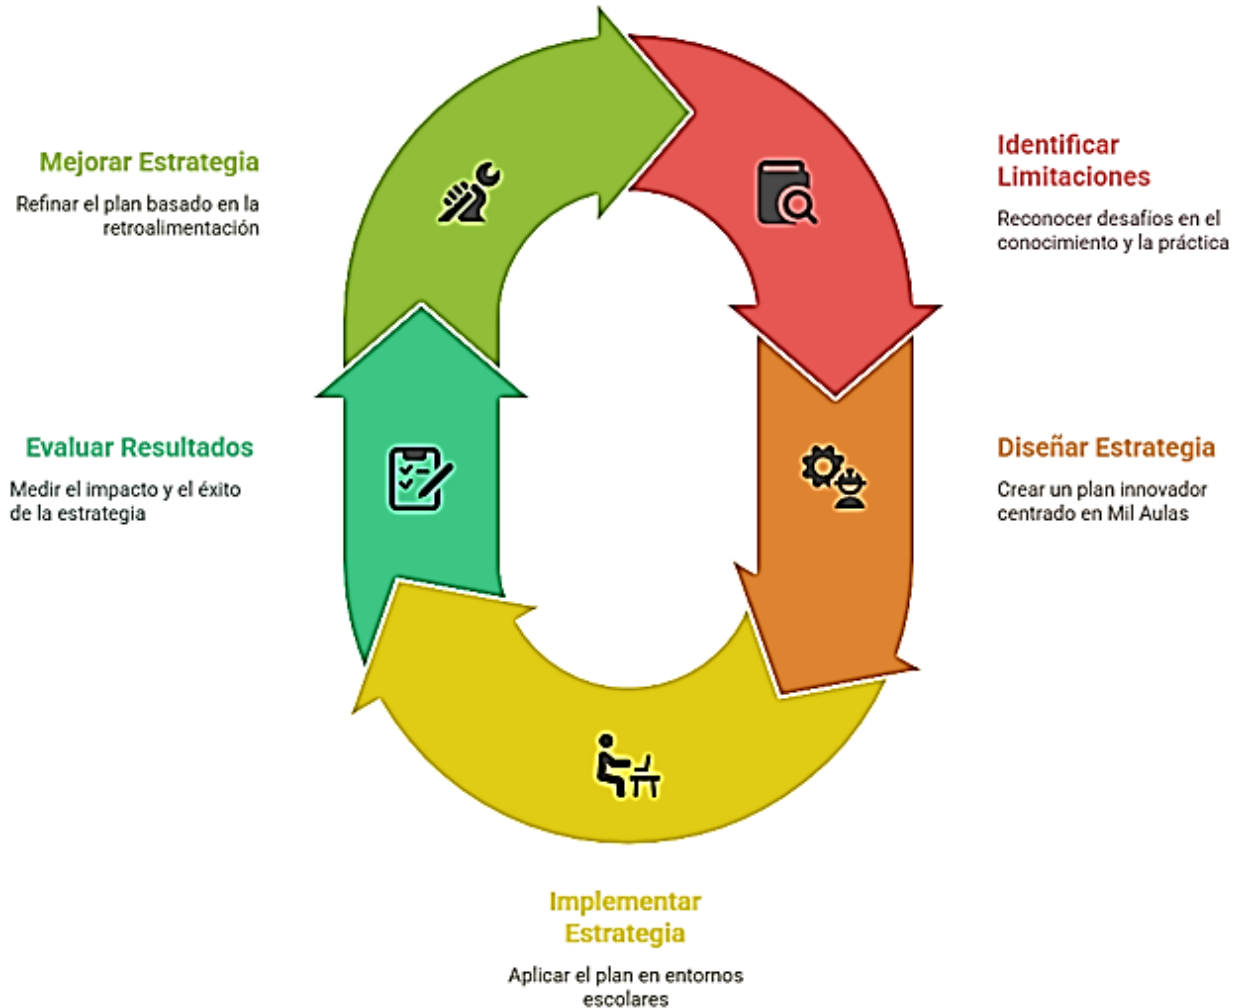 Mejorar Estrategia
Refinar el plan basado en la
retroalimentación
Identificar
Limitaciones
Reconocer desafíos en el
conocimiento y la práctica
Evaluar Resultados
Medir el impacto y el éxito
de la estrategia
Diseñar Estrategia
Crear un plan innovador
centrado en Mil Aulas
Implementar
Estrategia
Aplicar el plan en entornos
escolares